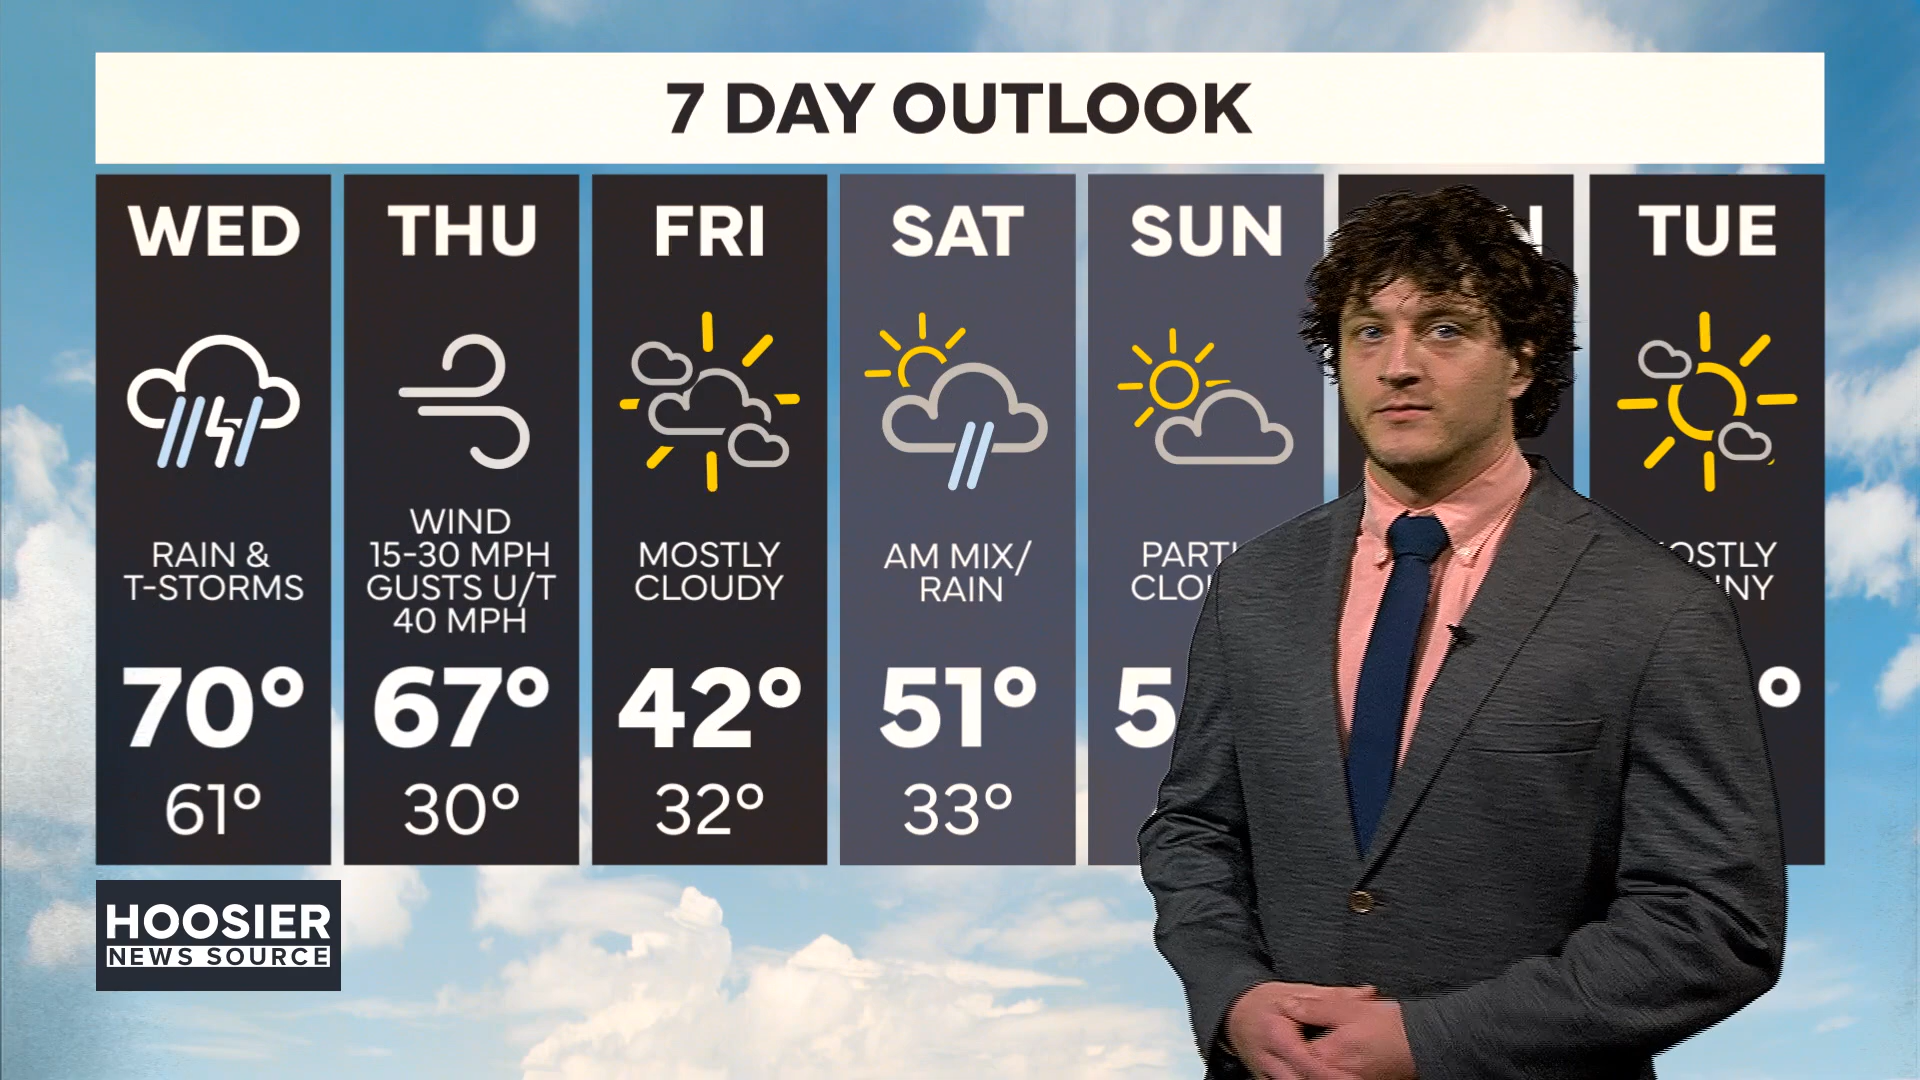 7 DAY OUTLOOK
WED
RAIN &
T-STORMS
70°
61°
THU
WIND
15-30 MPH
GUSTS U/T
40 MPH
67°
30°
FRI
MOSTLY
CLOUDY
42°
32°
SAT
AM MIX/
RAIN
51°
33°
SUN
TUE
HOOSIER
NEWS SOURCE